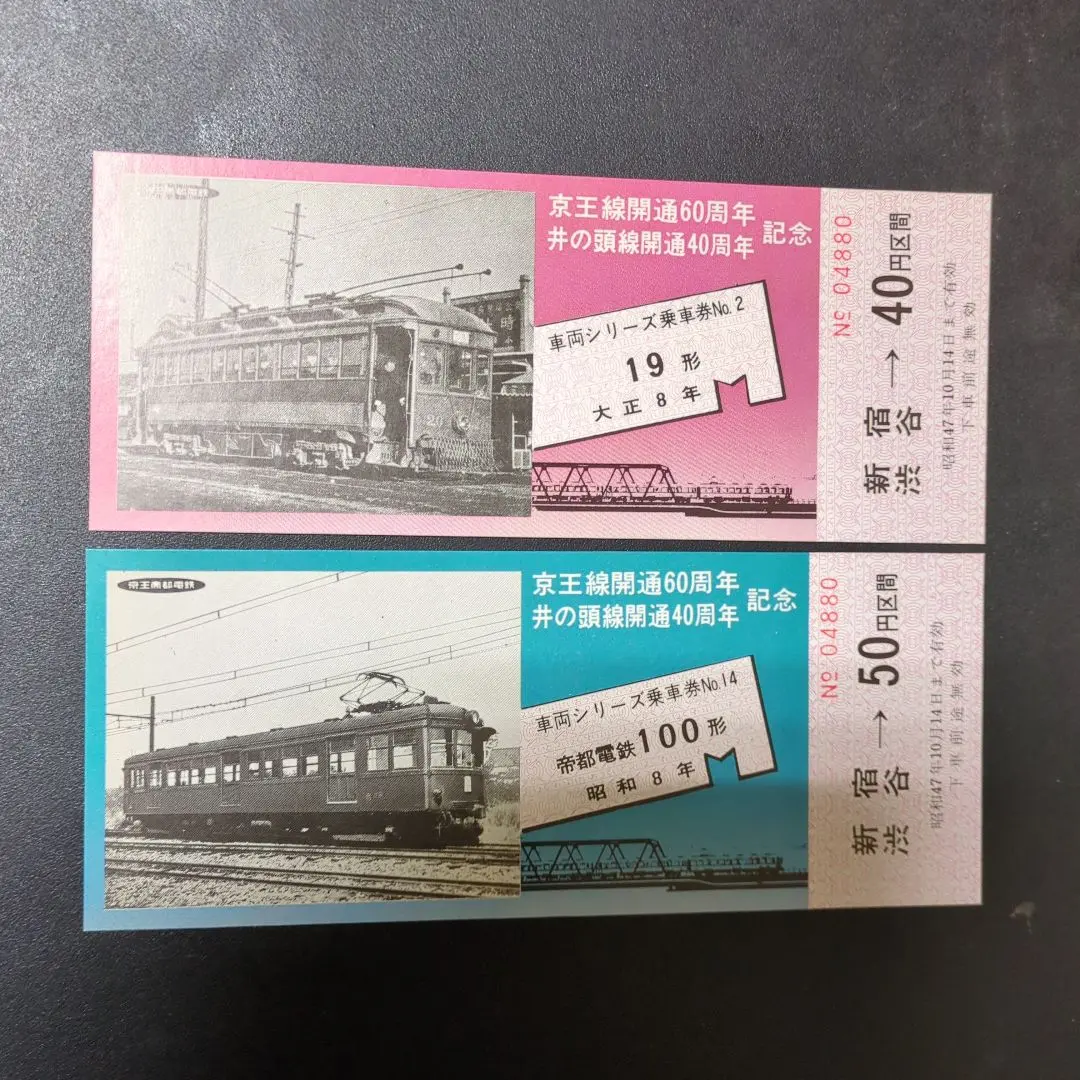 京王線開通60周年
井の頭線開通40周年
記念
車両シリーズ乗車券No.2
19形
大正8年
№ 04880
新宿
渋谷
→ 40円区間
昭和47年10月14日まで有効
下車前途無効
京王帝都電鉄
京王線開通60周年
井の頭線開通40周年
記念
車両シリーズ乗車券No.14
帝都電鉄100形
昭和8年
№ 04880
新宿
渋谷
→ 50円区間
昭和47年10月14日まで有効
下車前途無効